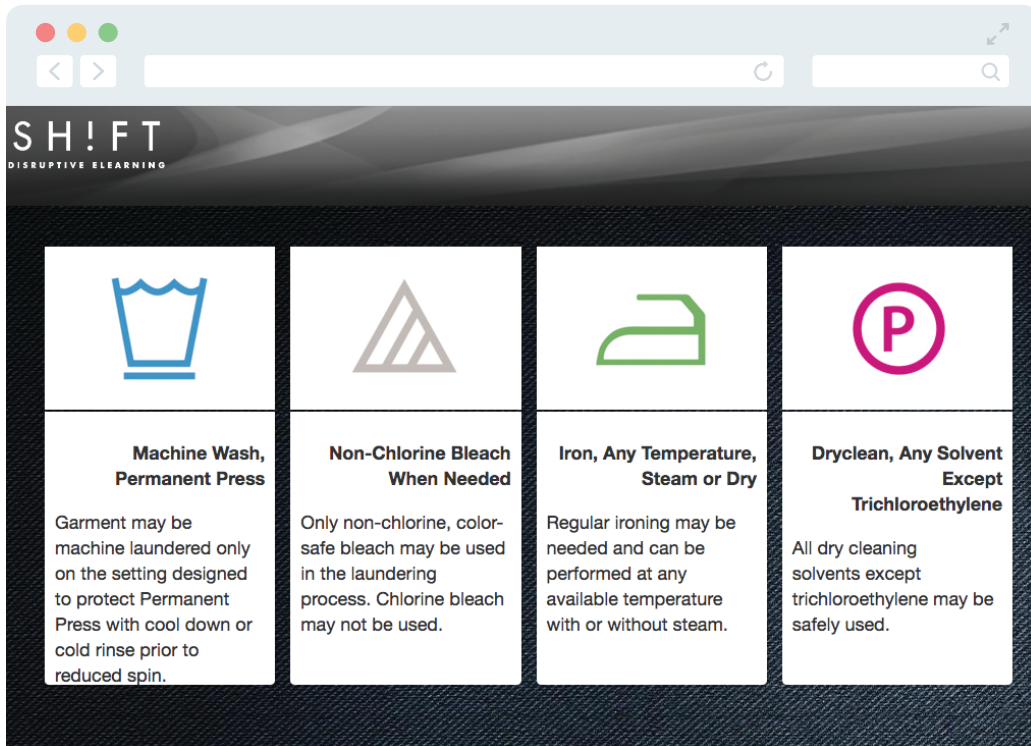 SH!FT
DISRUPTIVE ELEARNING
Machine Wash,
Permanent Press
Garment may be
machine laundered only
on the setting designed
to protect Permanent
Press with cool down or
cold rinse prior to
reduced spin.
Non-Chlorine Bleach
When Needed
Only non-chlorine, color-
safe bleach may be used
in the laundering
process. Chlorine bleach
may not be used.
Iron, Any Temperature,
Steam or Dry
Regular ironing may be
needed and can be
performed at any
available temperature
with or without steam.
P
Dryclean, Any Solvent
Except
Trichloroethylene
All dry cleaning
solvents except
trichloroethylene may be
safely used.